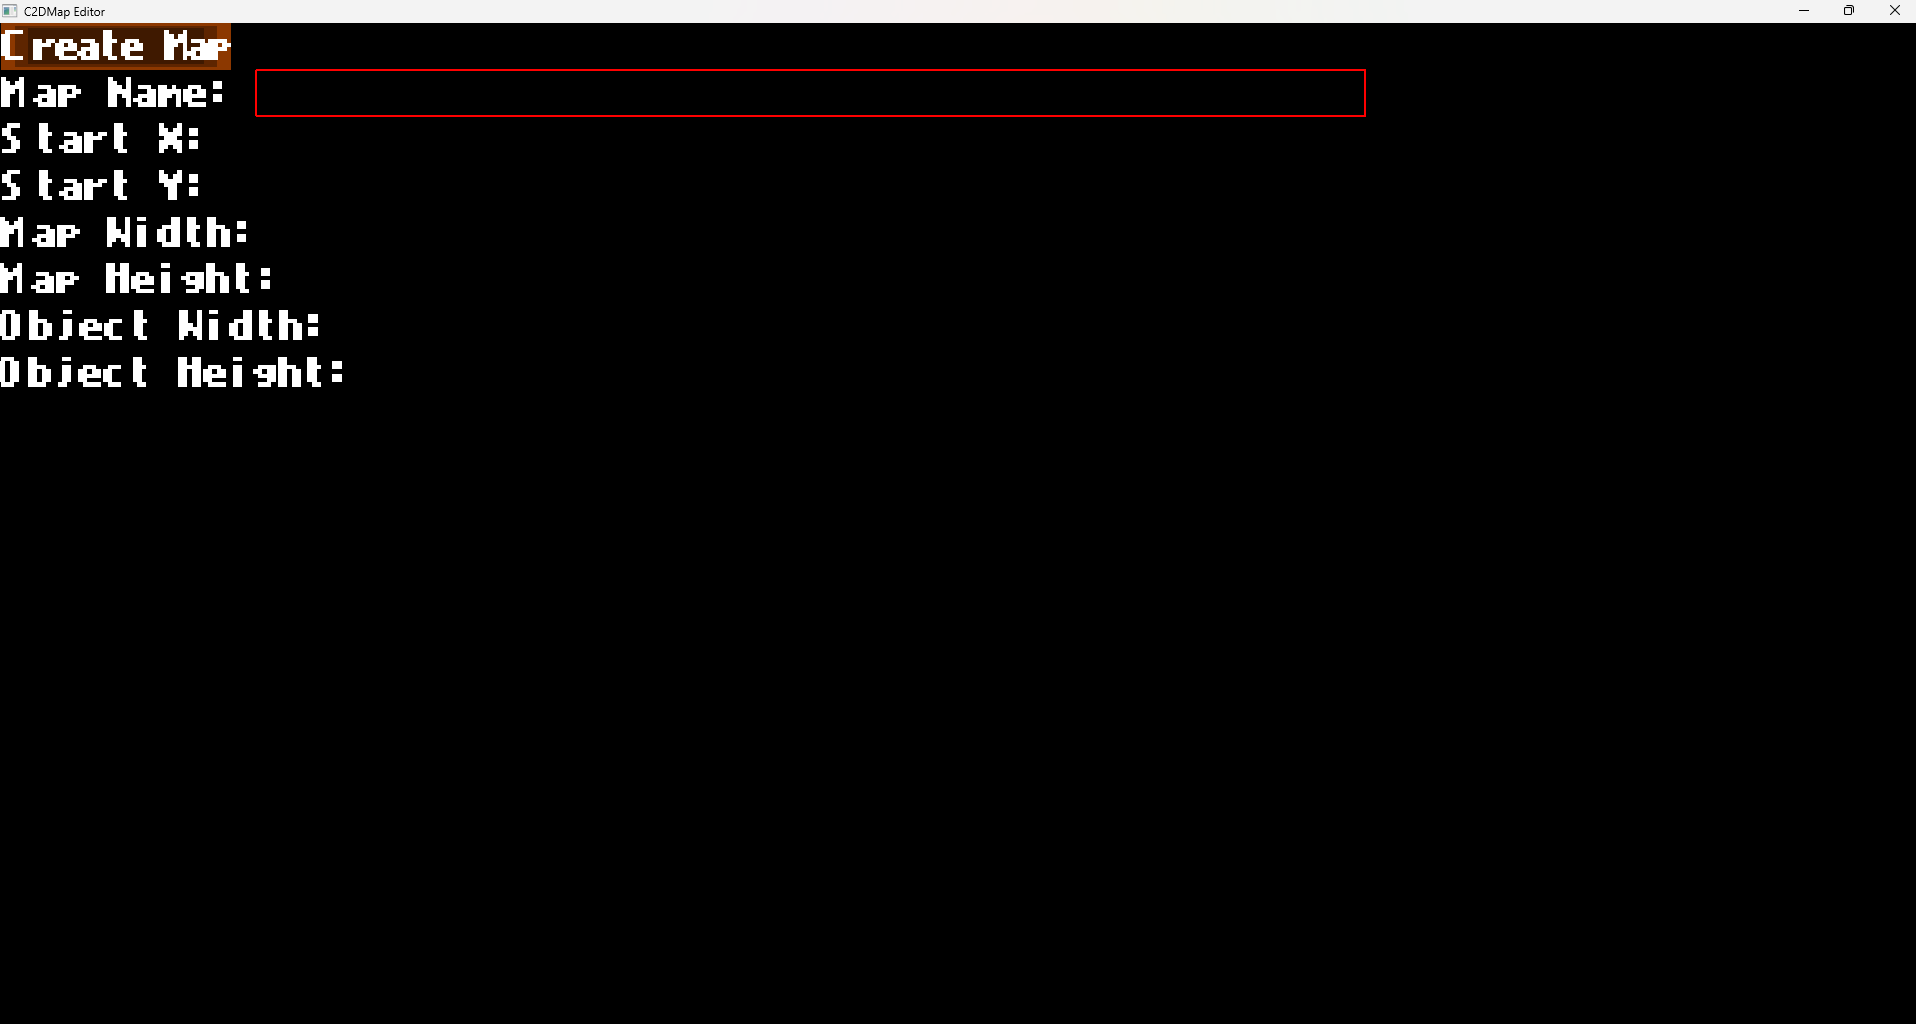 C2DMap Editor
Create Map
Map Name:
Start X:
Start Y:
Map Width:
Map Height:
Object Width:
Object Height: